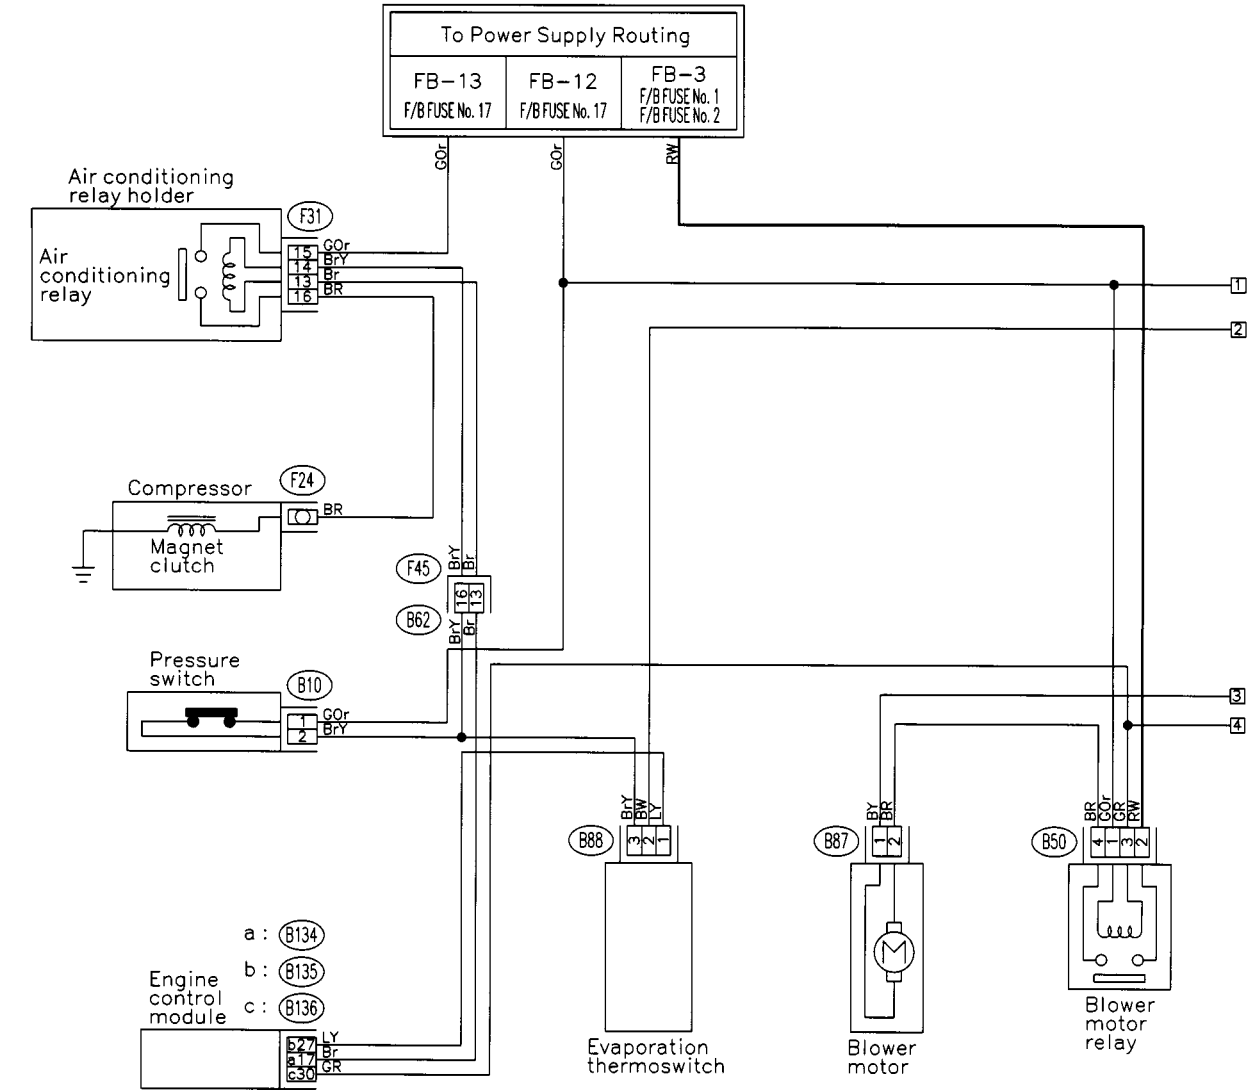 To Power Supply Routing
FB-13
F/B FUSE No. 17
FB-12
F/B FUSE No. 17
FB-3
F/B FUSE No. 1
F/B FUSE No. 2
GOr
GOr
RW
Air conditioning
relay holder
F31
Air
conditioning
relay
15 GOr
14 BrY
13 Br
16 BR
1
2
Compressor
F24
BR
Magnet
clutch
BrY Br
F45
16 13
B62
BrY Br
Pressure
switch
B10
1 GOr
2 BrY
3
4
BrY BW LY
B88
3 2 1
BY BR
B87
1 2
BR GOr GR RW
B50
4 1 3 2
M
a : B134
b : B135
c : B136
Engine
control
module
b27 LY
a17 Br
c30 GR
Evaporation
thermoswitch
Blower
motor
Blower
motor
relay